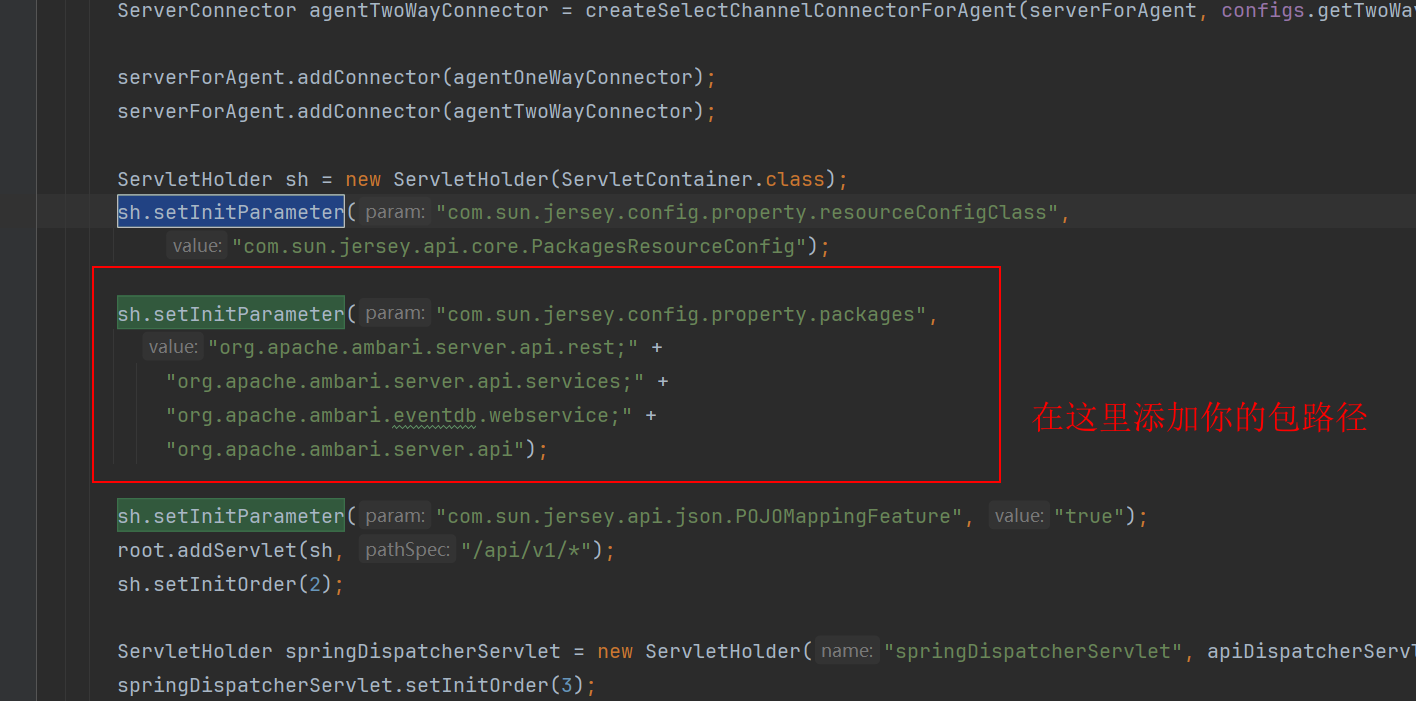 ServerConnector agentTwoWayConnector = createSelectChannelConnectorForAgent(serverForAgent, configs.getTwoWay
serverForAgent.addConnector(agentOneWayConnector);
serverForAgent.addConnector(agentTwoWayConnector);
ServletHolder sh = new ServletHolder(ServletContainer.class);
sh.setInitParameter( param: "com.sun.jersey.config.property.resourceConfigClass",
value: "com.sun.jersey.api.core.PackagesResourceConfig");
sh.setInitParameter( param: "com.sun.jersey.config.property.packages",
value: "org.apache.ambari.server.api.rest;" +
"org.apache.ambari.server.api.services;" +
"org.apache.ambari.eventdb.webservice;" +
"org.apache.ambari.server.api");
在这里添加你的包路径
sh.setInitParameter( param: "com.sun.jersey.api.json.POJOMappingFeature", value: "true");
root.addServlet(sh, pathSpec: "/api/v1/*");
sh.setInitOrder(2);
ServletHolder springDispatcherServlet = new ServletHolder( name: "springDispatcherServlet", apiDispatcherServl
springDispatcherServlet.setInitOrder(3);